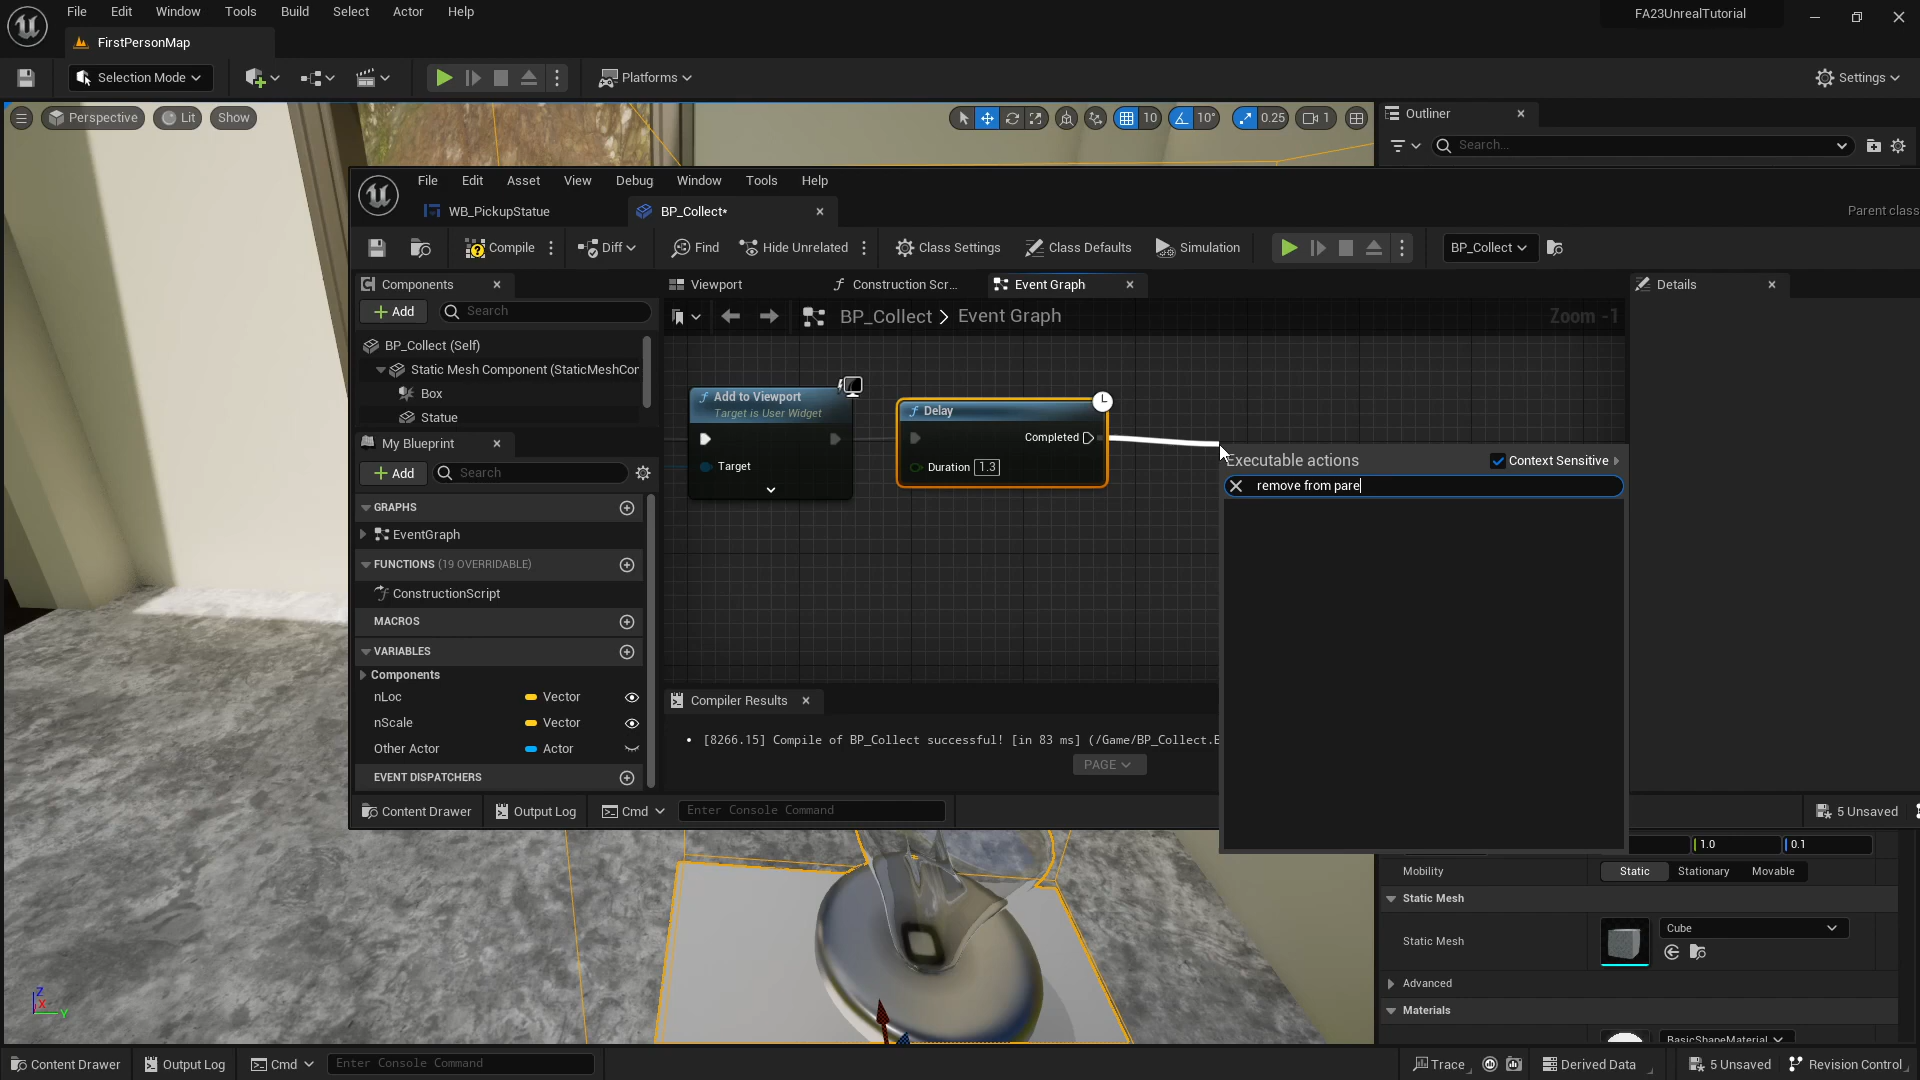 File Edit Window Tools Build Select Actor Help
FA23UnrealTutorial
FirstPersonMap
Selection Mode
Platforms
Settings
Perspective Lit Show
10 10° 0.25 1
Outliner
Search...
File Edit Asset View Debug Window Tools Help
WB_PickupStatue
BP_Collect*
Parent class
Compile Diff Find Hide Unrelated Class Settings Class Defaults Simulation BP_Collect
Components
Viewport
Construction Scr...
Event Graph
Details
Add
Search
BP_Collect > Event Graph
Zoom -1
BP_Collect (Self)
Static Mesh Component (StaticMeshCor
Box
Statue
Add to Viewport
Target is User Widget
Target
Delay
Completed
Duration 1.3
Executable actions
Context Sensitive
remove from pare
My Blueprint
Add
Search
GRAPHS
EventGraph
FUNCTIONS (19 OVERRIDABLE)
ConstructionScript
MACROS
VARIABLES
Components
nLoc Vector
nScale Vector
Other Actor Actor
EVENT DISPATCHERS
Compiler Results
[8266.15] Compile of BP_Collect successful! [in 83 ms] (/Game/BP_Collect.E
PAGE
Content Drawer Output Log Cmd Enter Console Command
5 Unsaved
1.0 0.1
Mobility Static Stationary Movable
Static Mesh
Static Mesh Cube
Advanced
Materials
BasicShapeMaterial
Z
X
Y
Content Drawer Output Log Cmd Enter Console Command
Trace Derived Data 5 Unsaved Revision Control